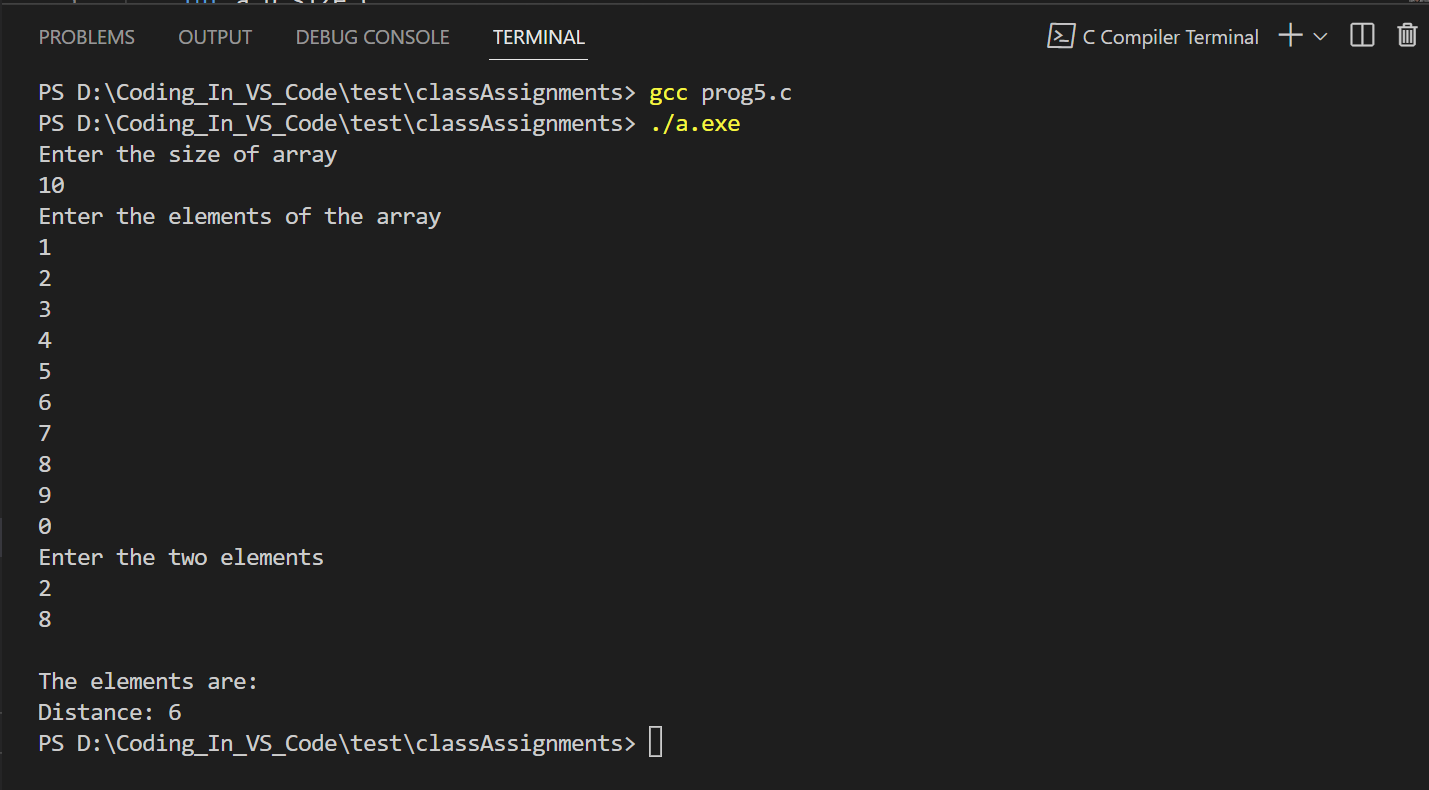 PROBLEMS OUTPUT DEBUG CONSOLE TERMINAL C Compiler Terminal
PS D:\Coding_In_VS_Code\test\classAssignments> gcc prog5.c
PS D:\Coding_In_VS_Code\test\classAssignments> ./a.exe
Enter the size of array
10
Enter the elements of the array
1
2
3
4
5
6
7
8
9
0
Enter the two elements
2
8
The elements are:
Distance: 6
PS D:\Coding_In_VS_Code\test\classAssignments>